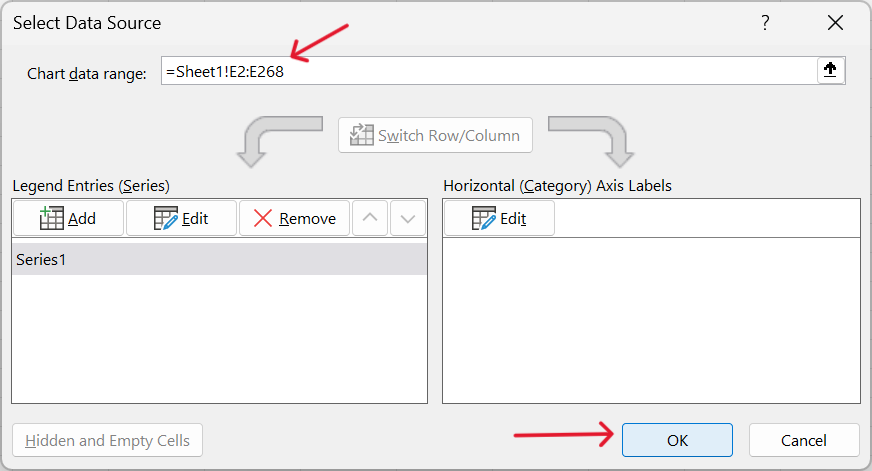 Select Data Source
?
Chart data range: =Sheet1!E2:E268
Switch Row/Column
Legend Entries (Series)
Horizontal (Category) Axis Labels
Add Edit Remove
Edit
Series1
Hidden and Empty Cells
OK Cancel